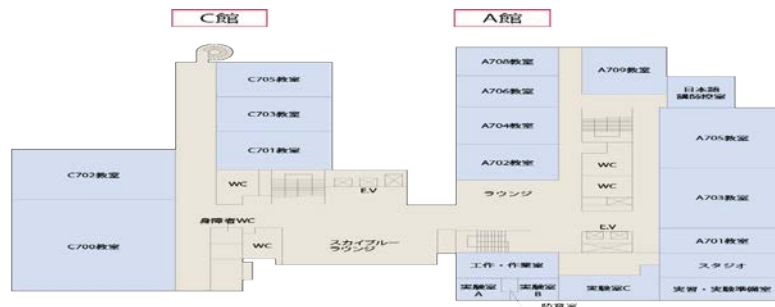 C館
A館
C705教室
C703教室
C701教室
C702教室
C700教室
WC
E.V
身障者WC
WC
スカイブルー
ラウンジ
A708教室
A706教室
A704教室
A702教室
ラウンジ
A709教室
日本語
講師控室
WC
WC
E.V
A705教室
A703教室
A701教室
スタジオ
工作・作業室
実験室
A
実験室
B
実験室C
実習・実験準備室